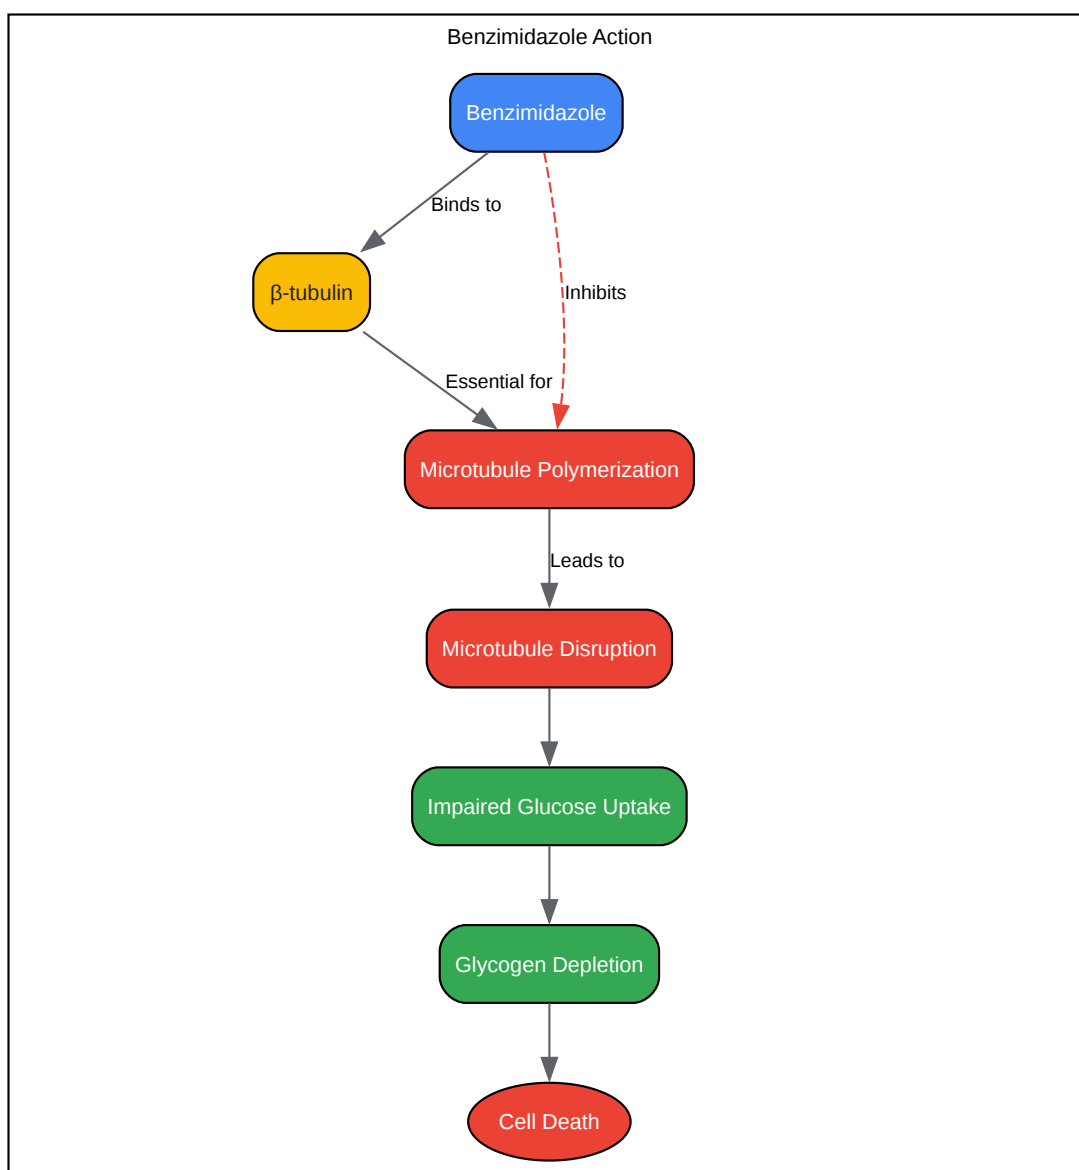 Benzimidazole Action
Benzimidazole
Binds to
β-tubulin
Inhibits
Essential for
Microtubule Polymerization
Leads to
Microtubule Disruption
Impaired Glucose Uptake
Glycogen Depletion
Cell Death